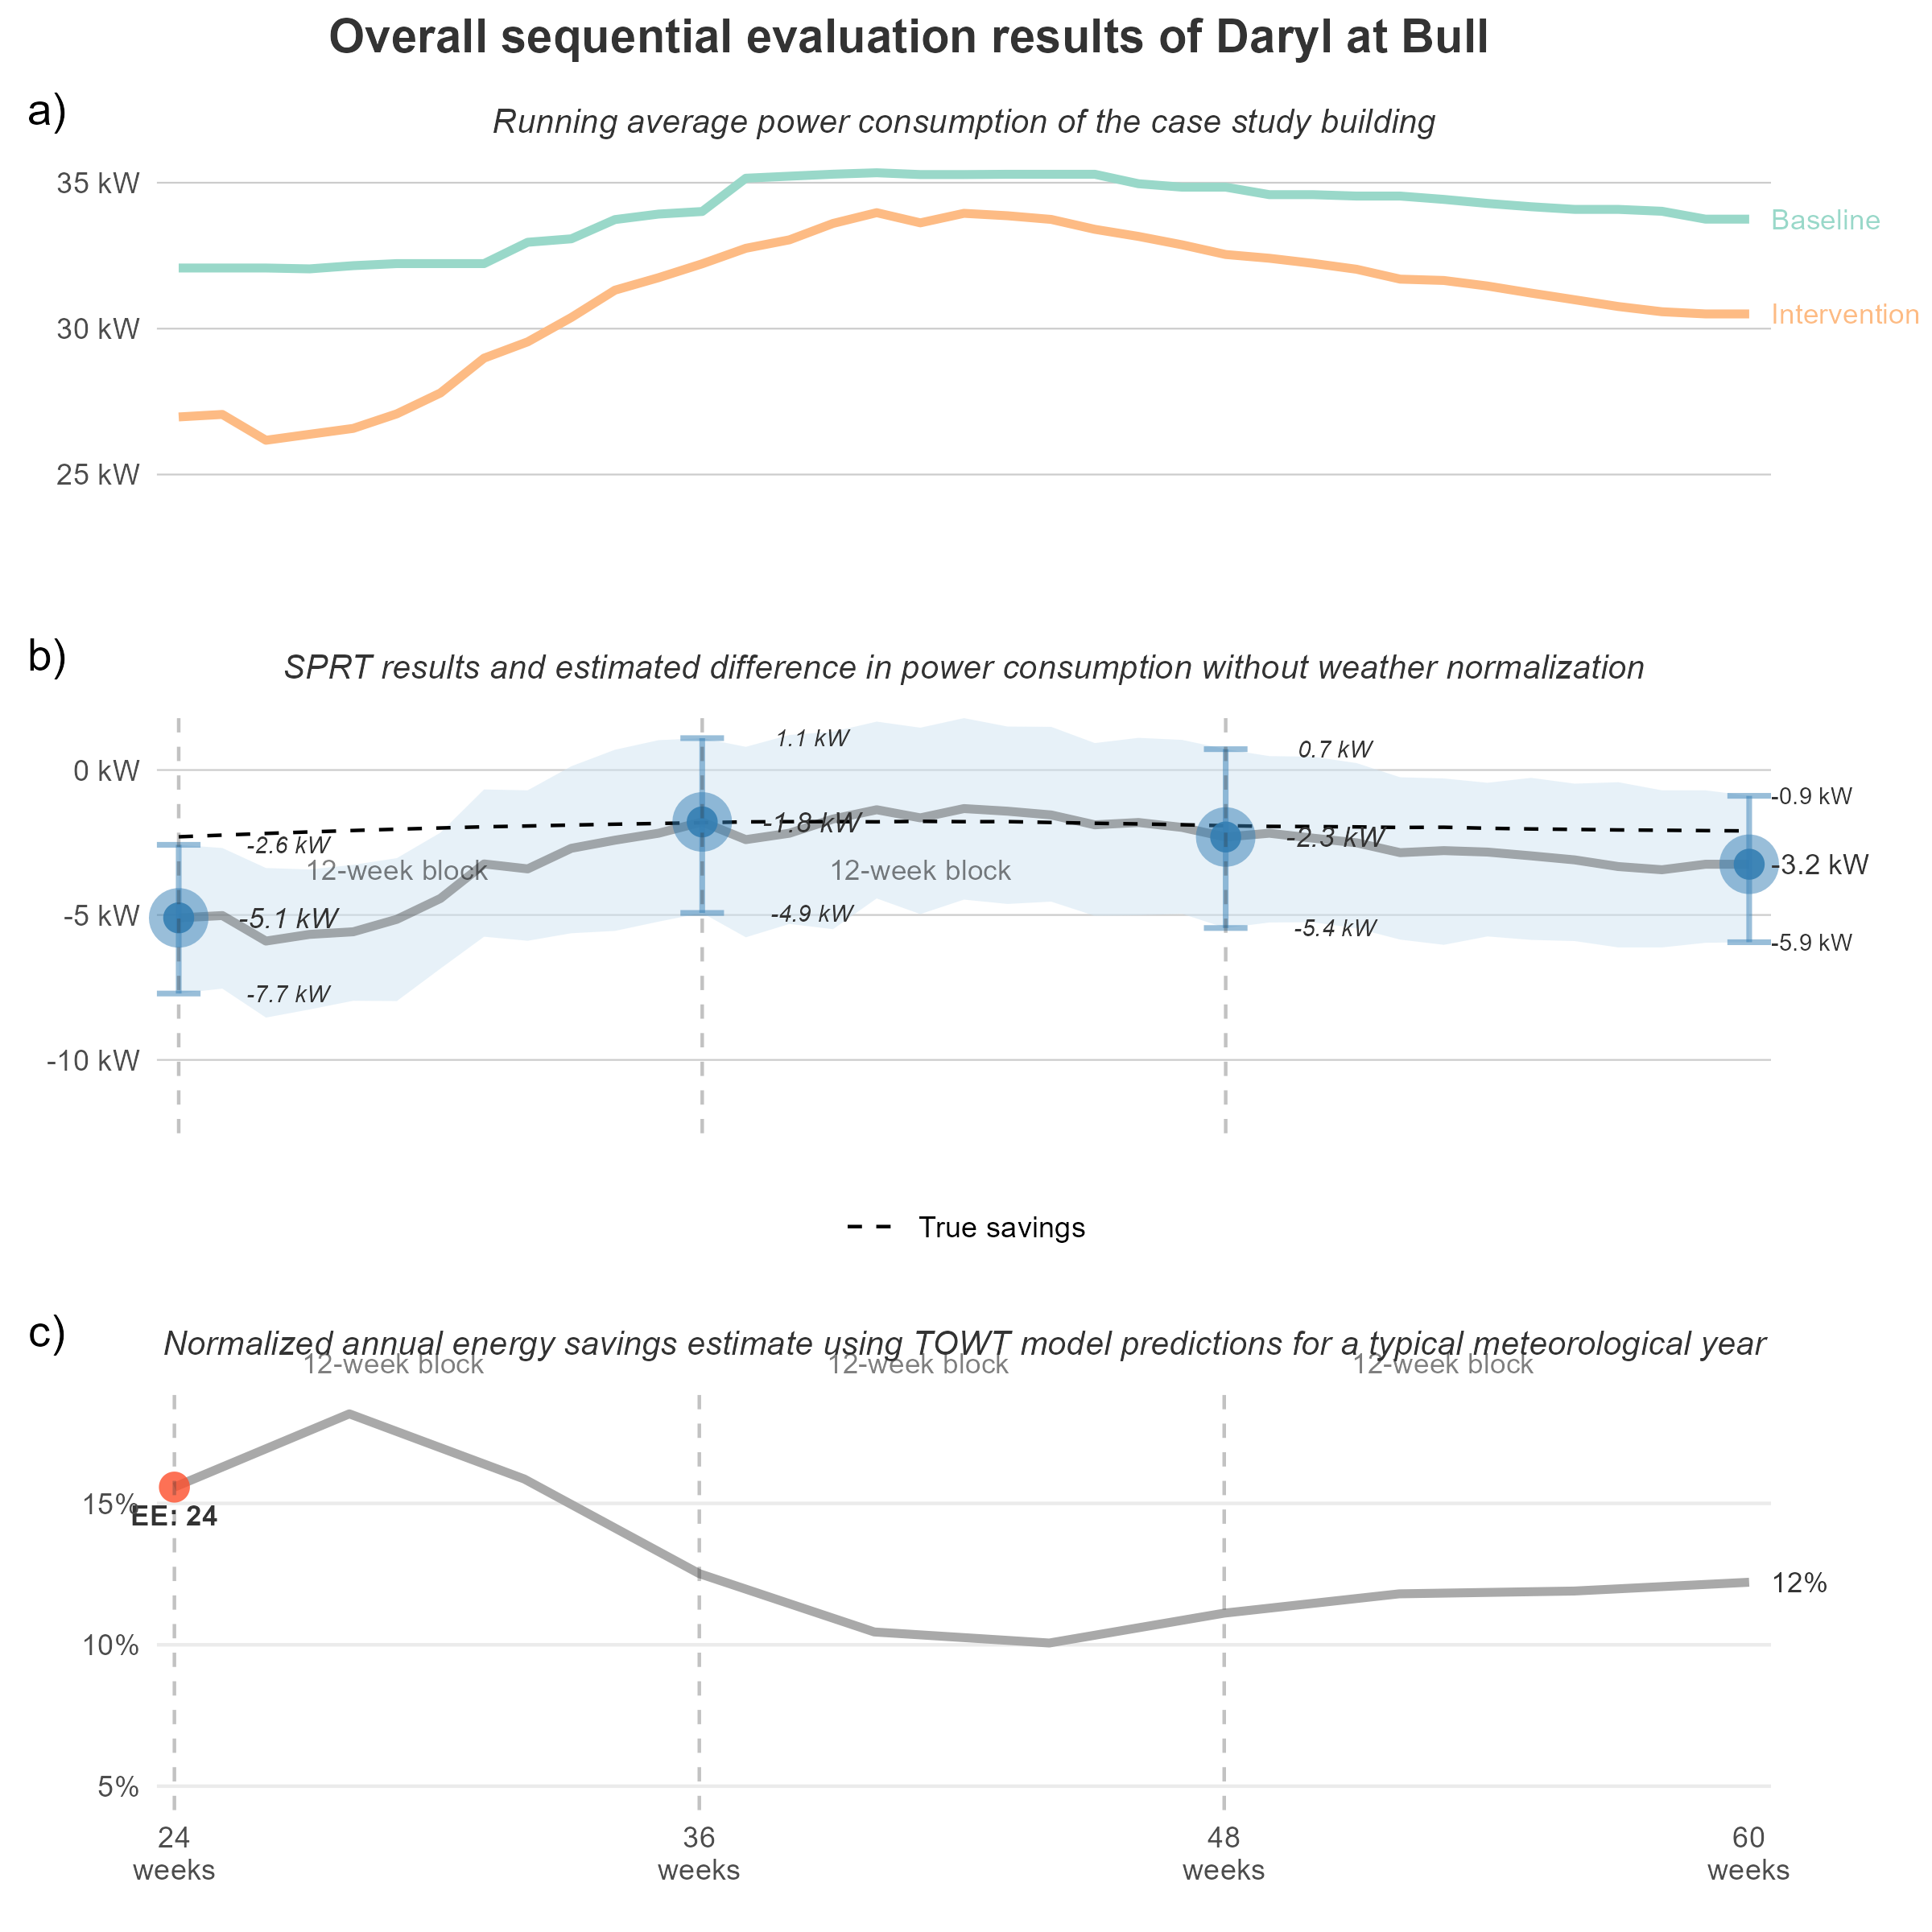 Overall sequential evaluation results of Daryl at Bull
a)
Running average power consumption of the case study building
35 kW
30 kW
25 kW
Baseline
Intervention
b)
SPRT results and estimated difference in power consumption without weather normalization
0 kW
-5 kW
-10 kW
-2.6 kW
-5.1 kW
-7.7 kW
12-week block
1.1 kW
-1.8 kW
-4.9 kW
12-week block
0.7 kW
-2.3 kW
-5.4 kW
-0.9 kW
-3.2 kW
-5.9 kW
True savings
c)
Normalized annual energy savings estimate using TOWT model predictions for a typical meteorological year
12-week block
12-week block
12-week block
15%
10%
5%
EE: 24
12%
24
weeks
36
weeks
48
weeks
60
weeks